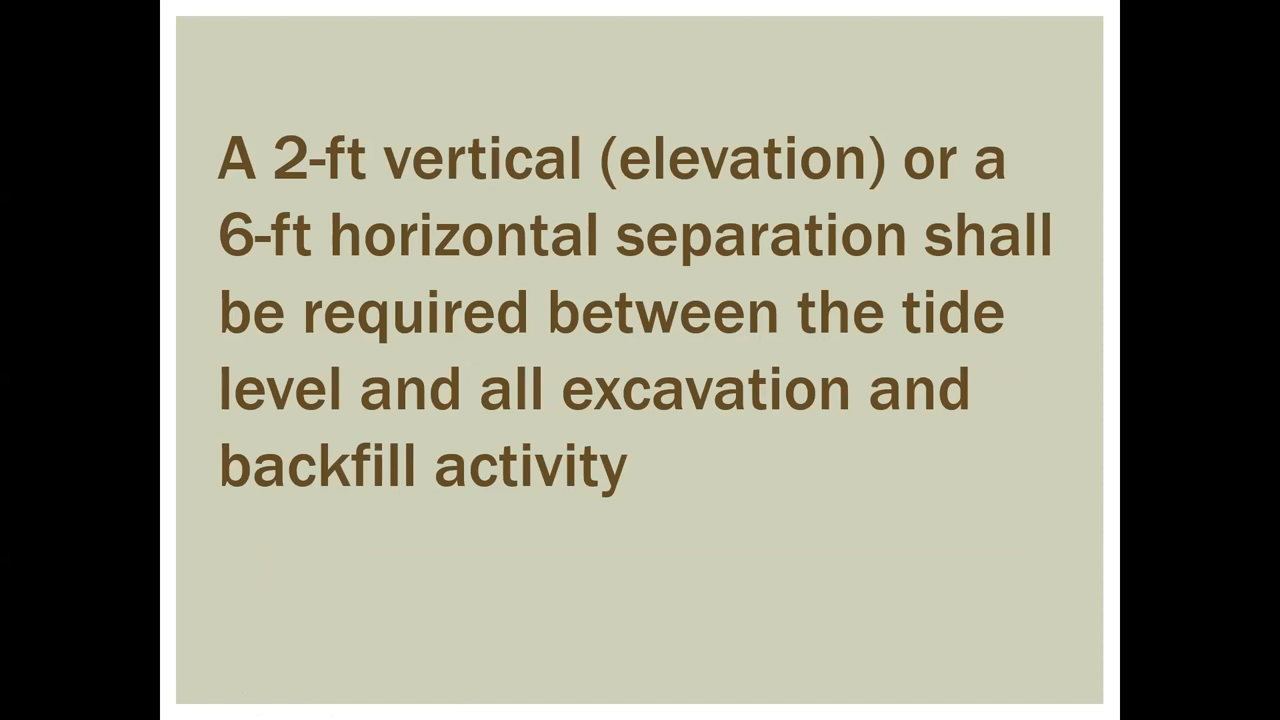 A 2-ft vertical (elevation) or a
6-ft horizontal separation shall
be required between the tide
level and all excavation and
backfill activity